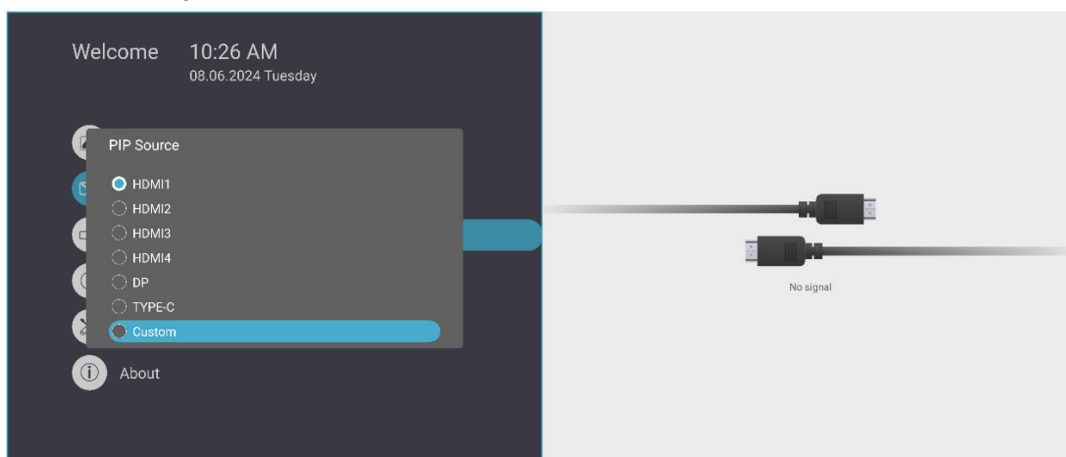 Welcome 10:26 AM
08.06.2024 Tuesday
PIP Source
HDMI1
HDMI2
HDMI3
HDMI4
DP
TYPE-C
Custom
About
No signal